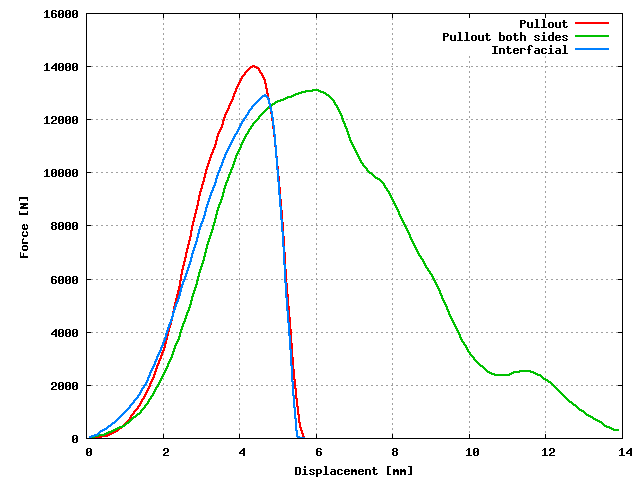 16000
14000
12000
10000
8000
6000
4000
2000
0
Force [N]
Pullout
Pullout both sides
Interfacial
0 2 4 6 8 10 12 14
Displacement [mm]